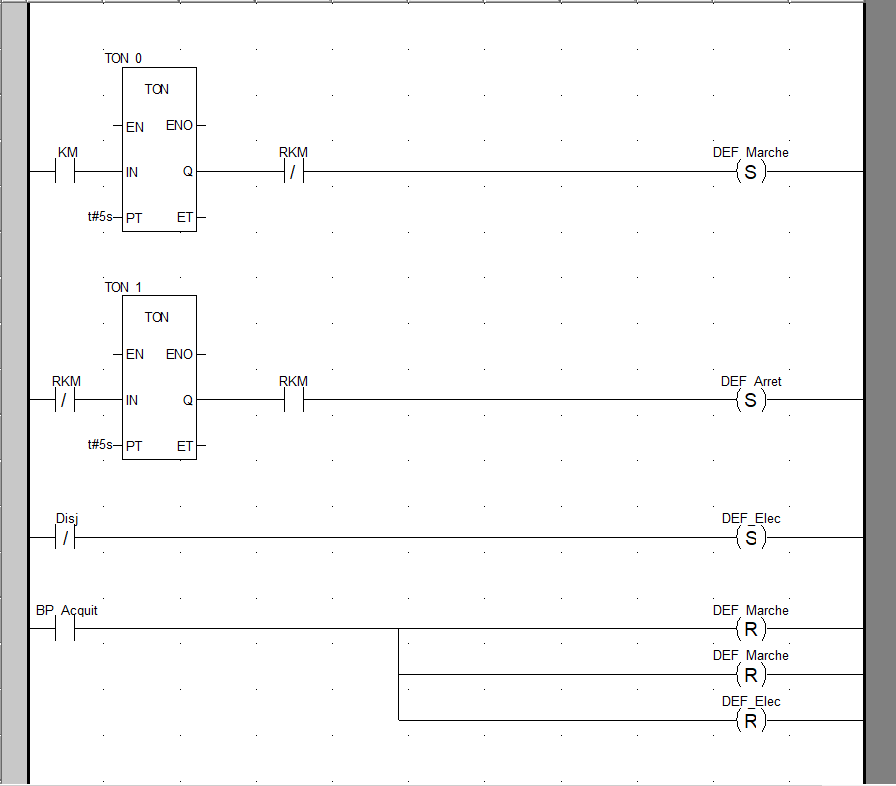 TON_0
TON
EN ENO
KM RKM DEF_Marche
IN Q / S
t#5s PT ET
TON_1
TON
EN ENO
RKM RKM DEF_Arret
/ IN Q S
t#5s PT ET
Disj DEF_Elec
/ S
BP_Acquit DEF_Marche
R
DEF_Marche
R
DEF_Elec
R